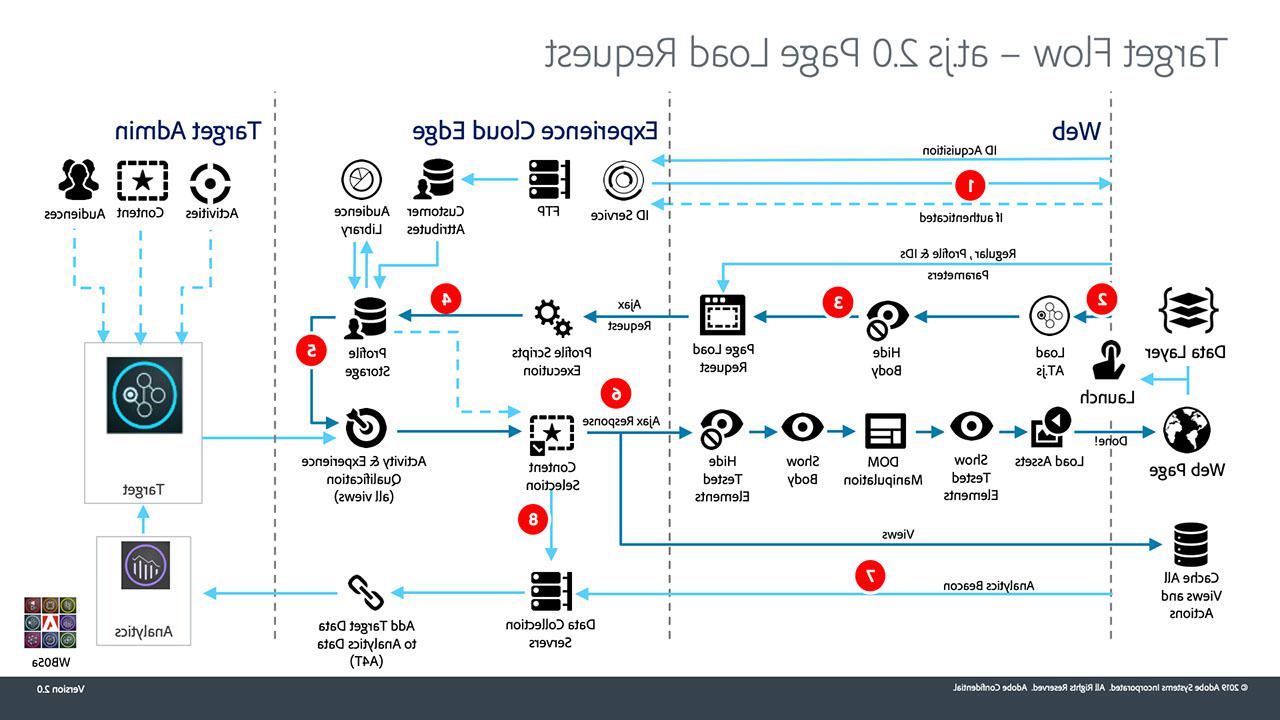 Target Flow – at.js 2.0 Page Load Request
Web
Experience Cloud Edge
Target Admin
ID Acquisition
1
If authenticated
ID Service
FTP
Customer
Attributes
Audience
Library
Activities
Content
Audiences
Regular, Profile & IDs
Parameters
Data Layer
Launch
2
Load
AT.js
Hide
Body
3
Page Load
Request
Ajax
Request
Profile Scripts
Execution
4
Profile
Storage
5
6
Ajax Response
Web Page
Done!
Load Assets
Show
Tested
Elements
DOM
Manipulation
Show
Body
Hide
Tested
Elements
Content
Selection
Activity & Experience
Qualification
(all views)
Target
8
Views
Cache All
Views and
Actions
7
Analytics Beacon
Data Collection
Servers
Add Target Data
to Analytics Data
(A4T)
Analytics
WB05a
© 2019 Adobe Systems Incorporated. All Rights Reserved. Adobe Confidential.
Version 2.0